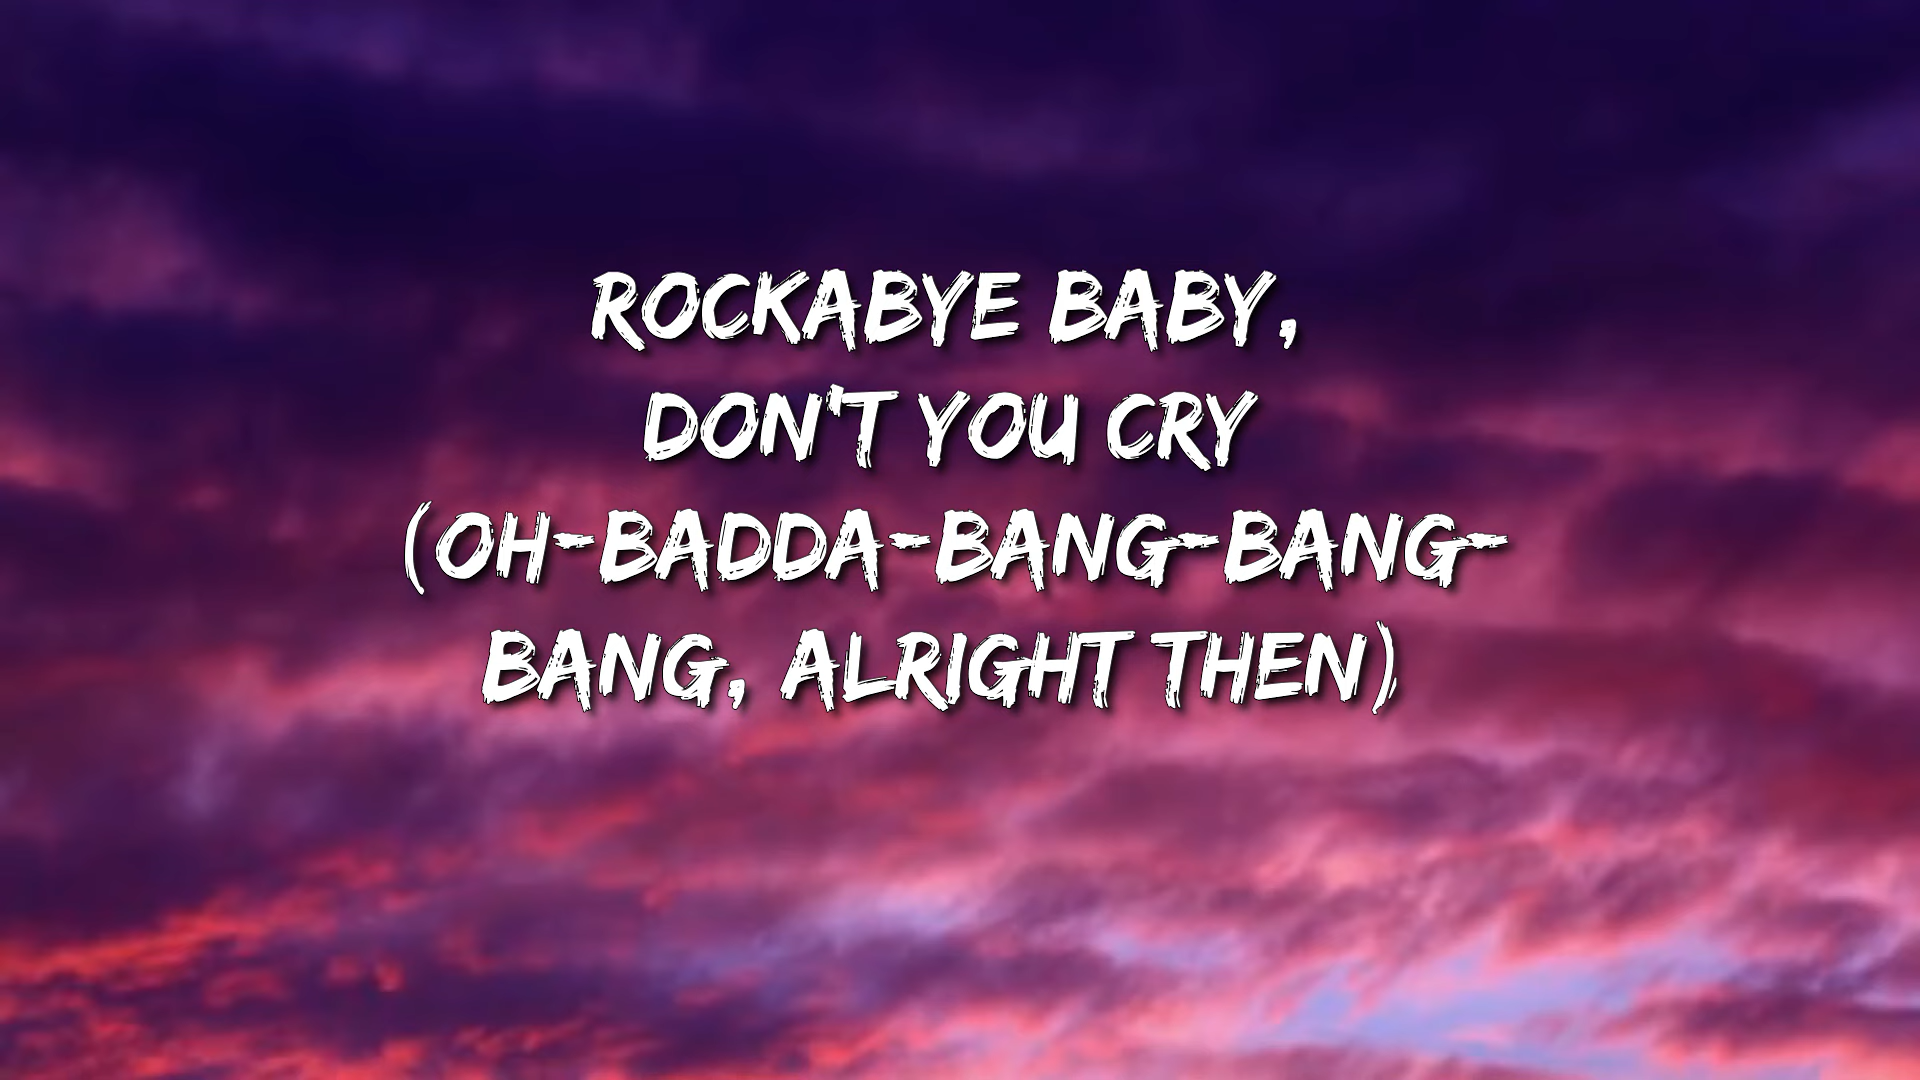 ROCKABYE BABY,
DON'T YOU CRY
(OH-BADDA-BANG-BANG-
BANG, ALRIGHT THEN)